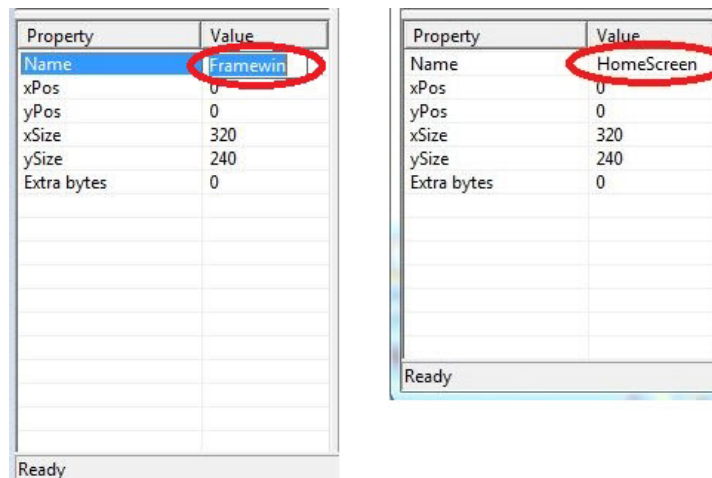 Property Value
Name Framewin
xPos 0
yPos 0
xSize 320
ySize 240
Extra bytes 0
Ready
Property Value
Name HomeScreen
xPos 0
yPos 0
xSize 320
ySize 240
Extra bytes 0
Ready